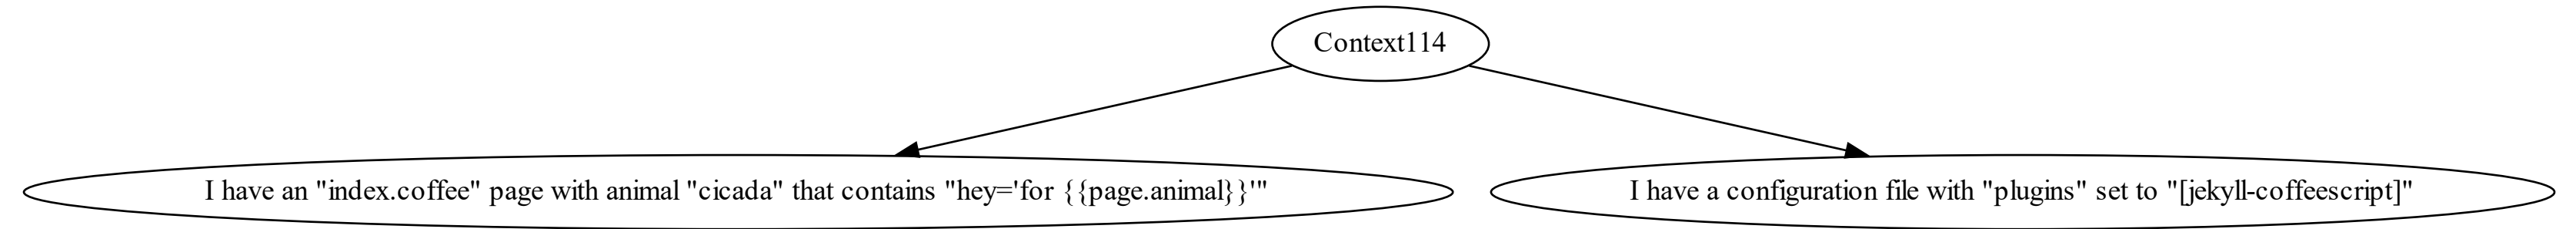 Context114
I have an "index.coffee" page with animal "cicada" that contains "hey='for {{page.animal}}'"
I have a configuration file with "plugins" set to "[jekyll-coffeescript]"